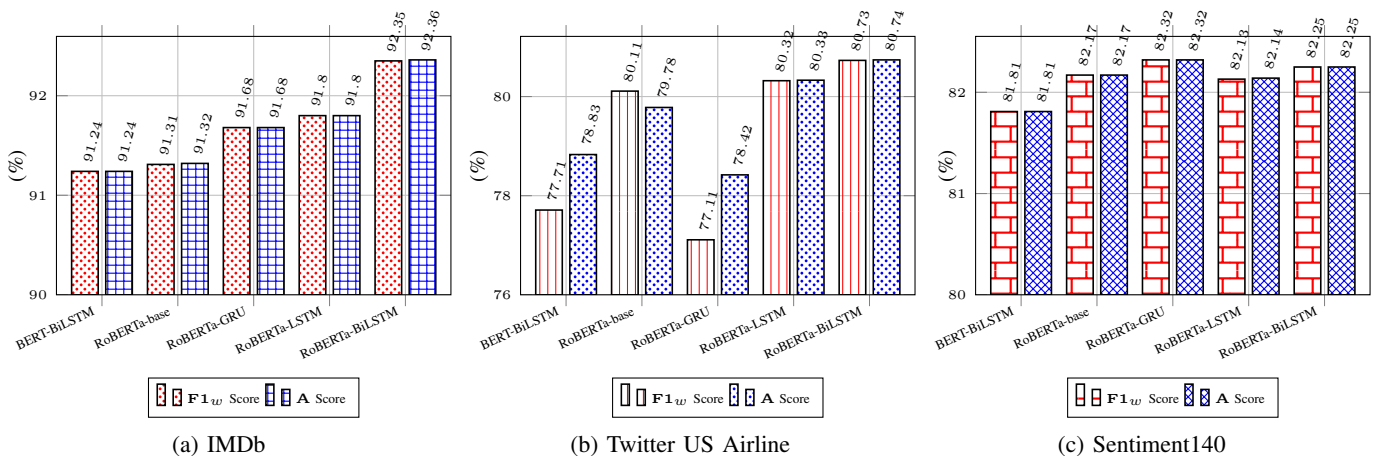 92
91
90
(%)
91.24
91.24
91.31
91.32
91.68
91.68
91.8
91.8
92.35
92.36
BERT-BiLSTM
RoBERTa-base
RoBERTa-GRU
RoBERTa-LSTM
RoBERTa-BiLSTM
F1w Score A Score
(a) IMDb
80
78
76
(%)
77.71
78.83
80.11
79.78
77.11
78.42
80.32
80.33
80.73
80.74
BERT-BiLSTM
RoBERTa-base
RoBERTa-GRU
RoBERTa-LSTM
RoBERTa-BiLSTM
F1w Score A Score
(b) Twitter US Airline
82
81
80
(%)
81.81
81.81
82.17
82.17
82.32
82.32
82.13
82.14
82.25
82.25
BERT-BiLSTM
RoBERTa-base
RoBERTa-GRU
RoBERTa-LSTM
RoBERTa-BiLSTM
F1w Score A Score
(c) Sentiment140